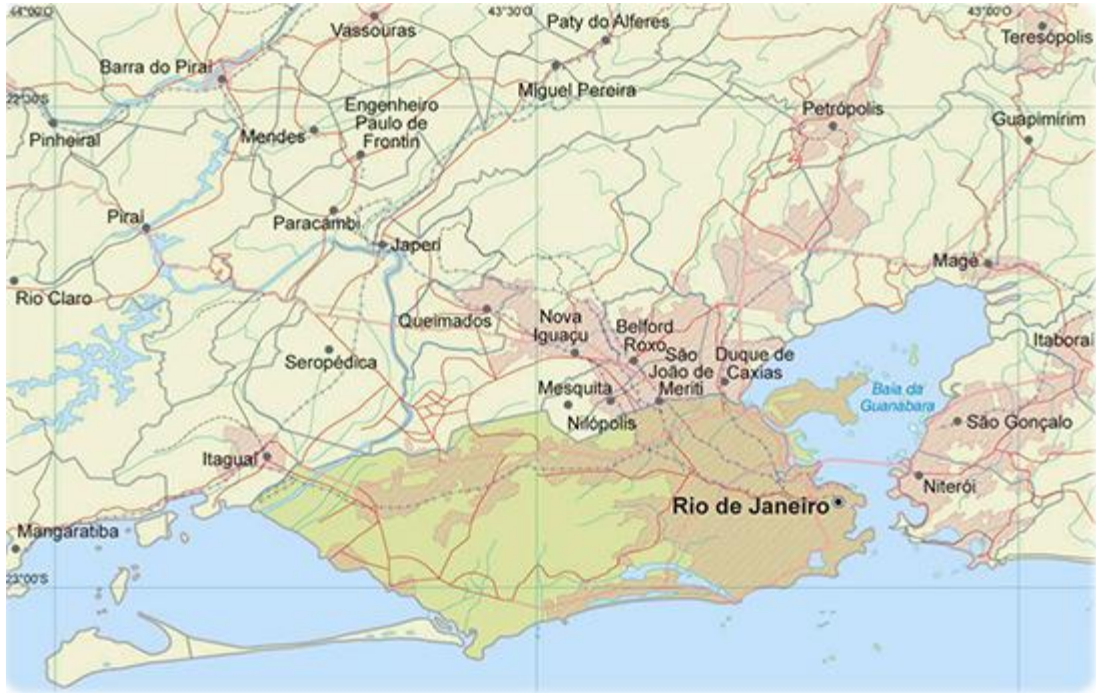 44°00'O
43°30'
43°00'O
Vassouras
Paty do Alferes
Teresópolis
Barra do Piraí
Miguel Pereira
22°30'S
Engenheiro
Paulo de
Frontin
Petrópolis
Guapimirim
Pinheiral
Mendes
Piraí
Paracambi
Japeri
Magé
Rio Claro
Queimados
Nova
Iguaçu
Belford
Roxo
Itaboraí
Seropédica
São
João de
Meriti
Duque de
Caxias
Mesquita
Baia da
Guanabara
Nilópolis
São Gonçalo
Itaguaí
Niterói
Rio de Janeiro
Mangaratiba
23°00'S